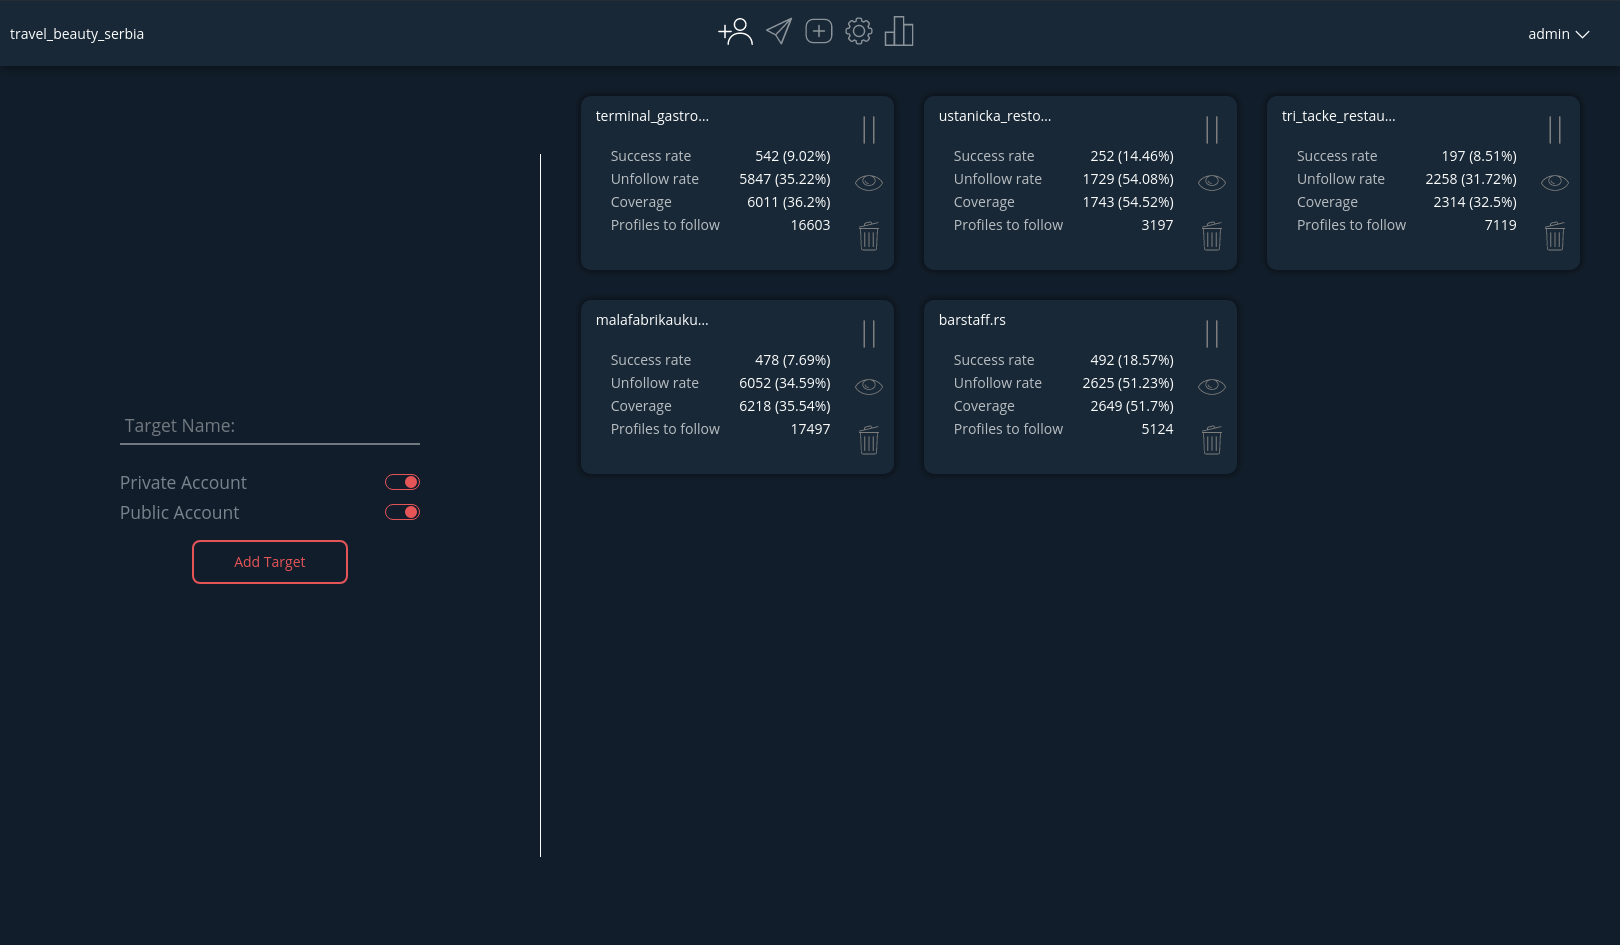 travel_beauty_serbia
admin
Target Name:
Private Account
Public Account
Add Target
terminal_gastro...
Success rate 542 (9.02%)
Unfollow rate 5847 (35.22%)
Coverage 6011 (36.2%)
Profiles to follow 16603
ustanicka_resto...
Success rate 252 (14.46%)
Unfollow rate 1729 (54.08%)
Coverage 1743 (54.52%)
Profiles to follow 3197
tri_tacke_restau...
Success rate 197 (8.51%)
Unfollow rate 2258 (31.72%)
Coverage 2314 (32.5%)
Profiles to follow 7119
malafabrikauku...
Success rate 478 (7.69%)
Unfollow rate 6052 (34.59%)
Coverage 6218 (35.54%)
Profiles to follow 17497
barstaff.rs
Success rate 492 (18.57%)
Unfollow rate 2625 (51.23%)
Coverage 2649 (51.7%)
Profiles to follow 5124